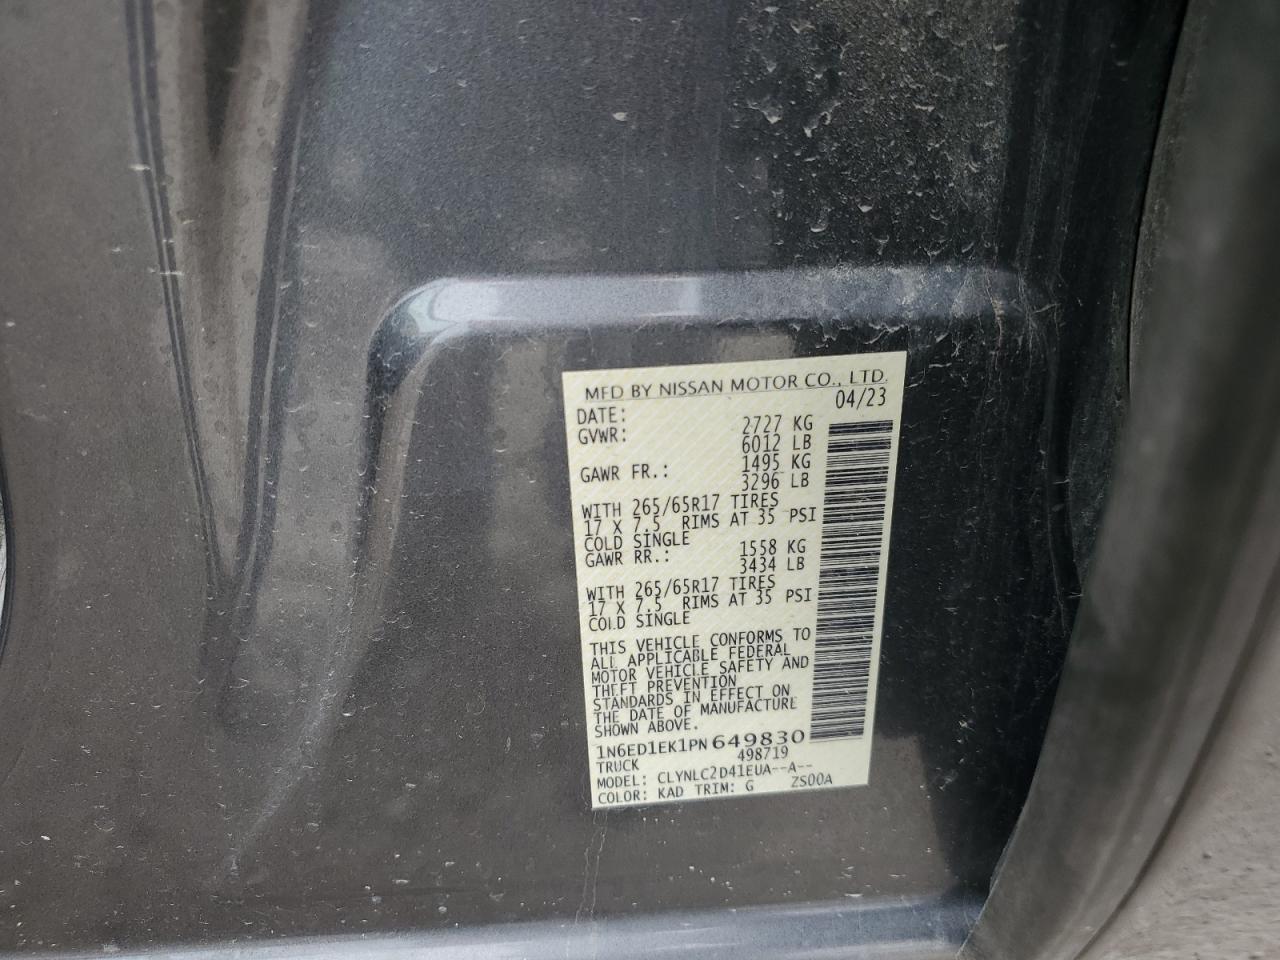 MFD BY NISSAN MOTOR CO., LTD.
DATE: 04/23
GVWR: 2727 KG
6012 LB
GAWR FR.: 1495 KG
3296 LB
WITH 265/65R17 TIRES
17 X 7.5 RIMS AT 35 PSI
COLD SINGLE
GAWR RR.: 1558 KG
3434 LB
WITH 265/65R17 TIRES
17 X 7.5 RIMS AT 35 PSI
COLD SINGLE
THIS VEHICLE CONFORMS TO
ALL APPLICABLE FEDERAL
MOTOR VEHICLE SAFETY AND
THEFT PREVENTION
STANDARDS IN EFFECT ON
THE DATE OF MANUFACTURE
SHOWN ABOVE.
1N6ED1EK1PN649830
TRUCK 498719
MODEL: CLYNLC2D41EUA--A--
COLOR: KAD TRIM: G ZS00A